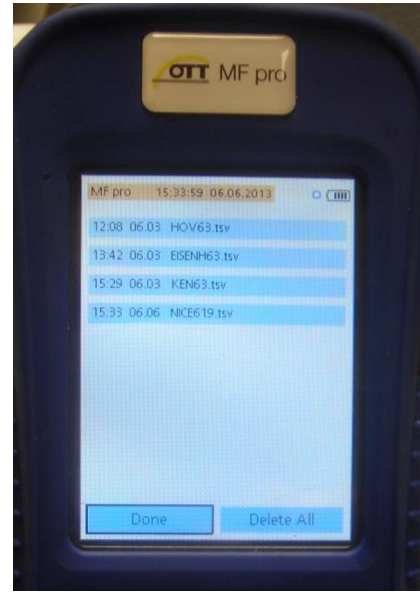 OTT MF pro
MF pro 15:33:59 06.06.2013
12:08 06.03 HOV63.tsv
13:42 06.03 EISENH63.tsv
15:29 06.03 KEN63.tsv
15:33 06.06 NICE619.tsv
Done Delete All